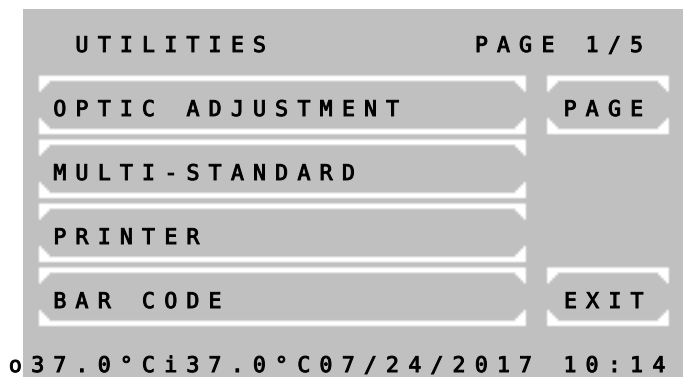 UTILITIES PAGE 1/5
OPTIC ADJUSTMENT PAGE
MULTI-STANDARD
PRINTER
BAR CODE EXIT
o37.0°Ci37.0°C07/24/2017 10:14